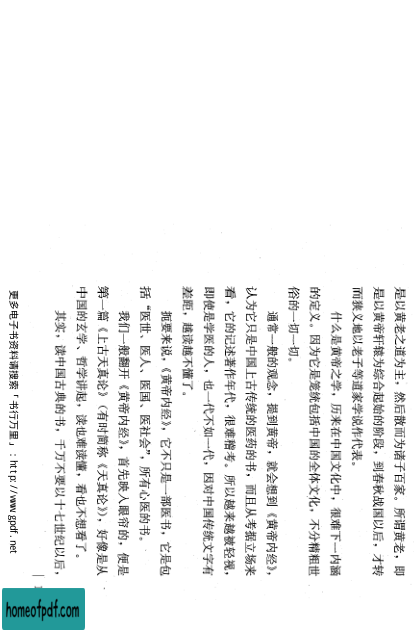 是以黄老之道为主，然后散而为诸子百家。所谓黄老，即
是以黄帝轩辕为综合起始的阶段，到春秋战国以后，才转
而狭义地以老子等道家学说作代表。
什么是黄帝之学，历来在中国文化中，很难下一内涵
的定义。因为它是笼统包括中国的全体文化，不分精粗世
俗的一切一切。
通常一般的观念，提到黄帝，就会想到《黄帝内经》，
认为它只是中国上古传统的医药的书，而且从考据立场来
看，它的记述著作年代，很难稽考。所以越来越被轻视，
即使是学医的人，也一代不如一代，因对中国传统文字有
差距，越读越不懂了。
扼要来说，《黄帝内经》，它不只是一部医书，它是包
括“医世、医人、医国、医社会”，所有心医的书。
我们一般翻开《黄帝内经》，首先映入眼帘的，便是
第一篇《上古天真论》（有时简称《天真论》），好像是从
中国的玄学、哲学讲起，读也难读懂，看也不想看了。
其实，读中国古典的书，千万不要以十七世纪以后，
更多电子书资料请搜索「书行万里」：http://www.gpdf.net
homeofpdf.com